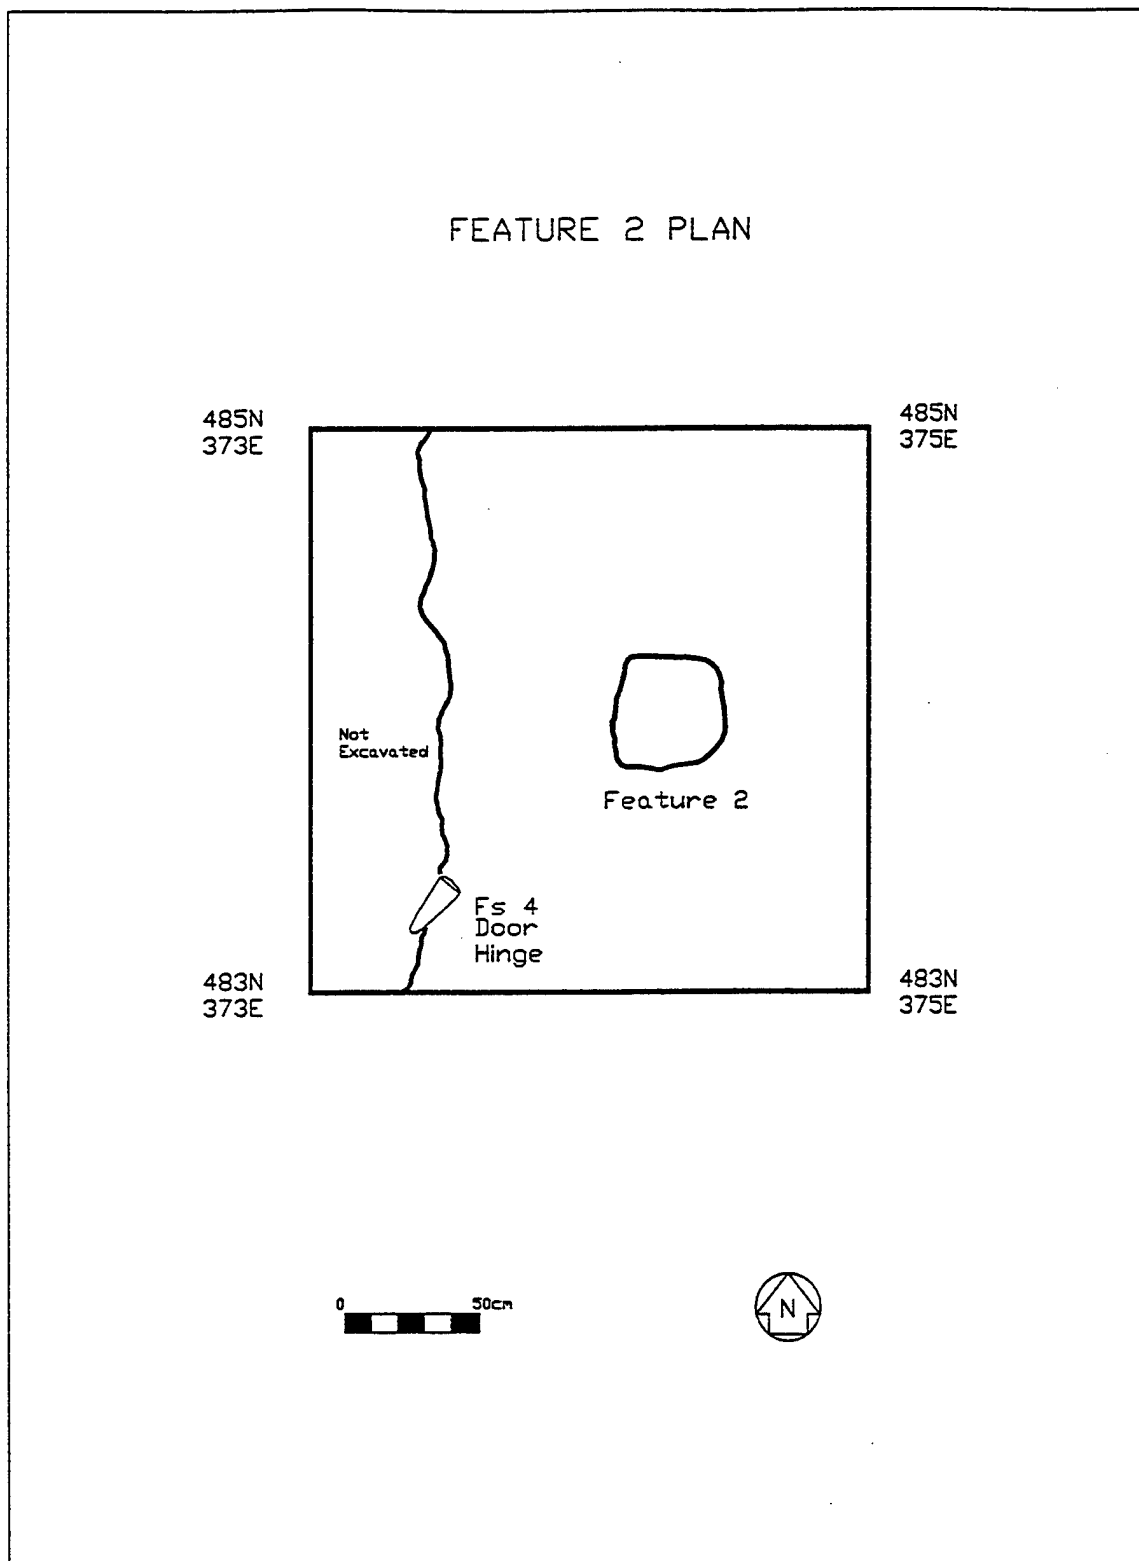 FEATURE 2 PLAN
485N
373E
485N
375E
Not
Excavated
Feature 2
Fs 4
Door
Hinge
483N
373E
483N
375E
0
50cm
N